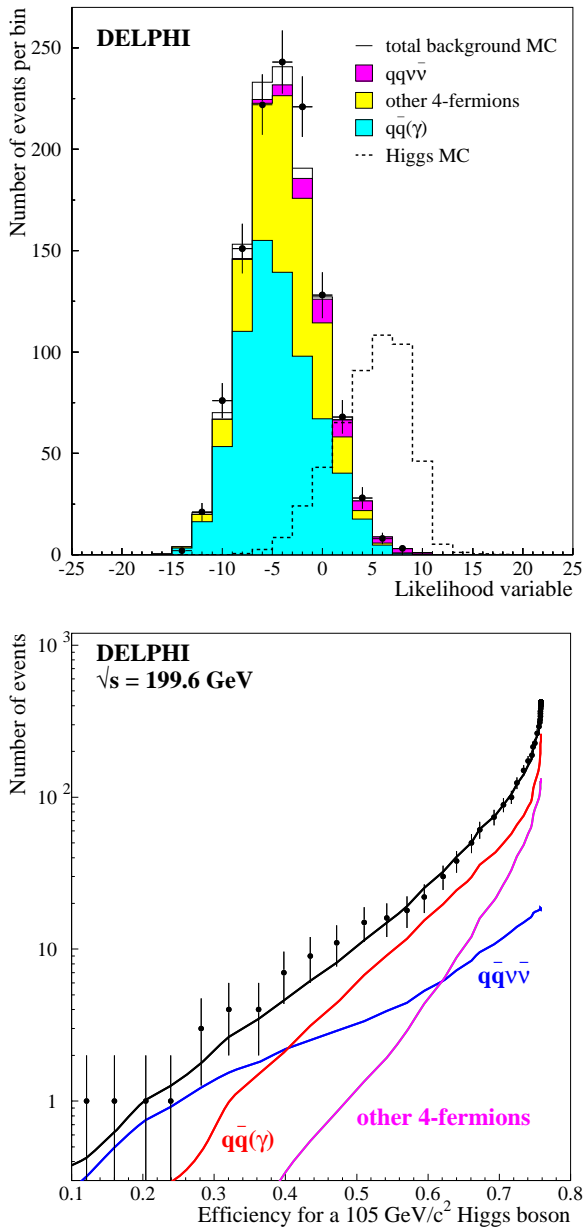 DELPHI
total background MC
qqνν̄
other 4-fermions
qq̄(γ)
Higgs MC
Number of events per bin
250
200
150
100
50
0
-25 -20 -15 -10 -5 0 5 10 15 20 25
Likelihood variable
DELPHI
√s = 199.6 GeV
Number of events
10³
10²
10
1
qq̄νν̄
other 4-fermions
qq̄(γ)
0.1 0.2 0.3 0.4 0.5 0.6 0.7 0.8
Efficiency for a 105 GeV/c² Higgs boson